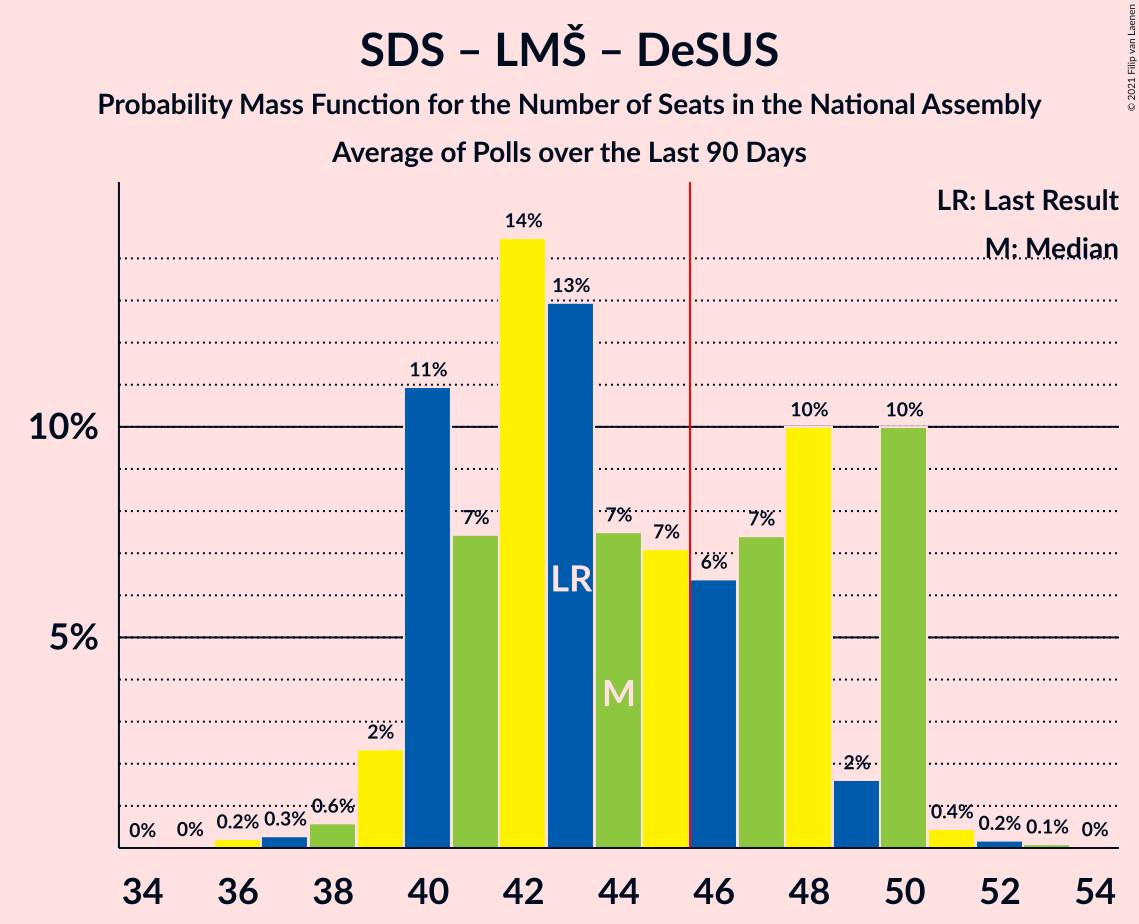 SDS – LMŠ – DeSUS
Probability Mass Function for the Number of Seats in the National Assembly
Average of Polls over the Last 90 Days
© 2021 Filip van Laenen
LR: Last Result
M: Median
10%
5%
0%
0%
0.2%
0.3%
0.6%
2%
11%
7%
14%
13%
7%
7%
6%
7%
10%
2%
10%
0.4%
0.2%
0.1%
0%
LR
M
34 36 38 40 42 44 46 48 50 52 54